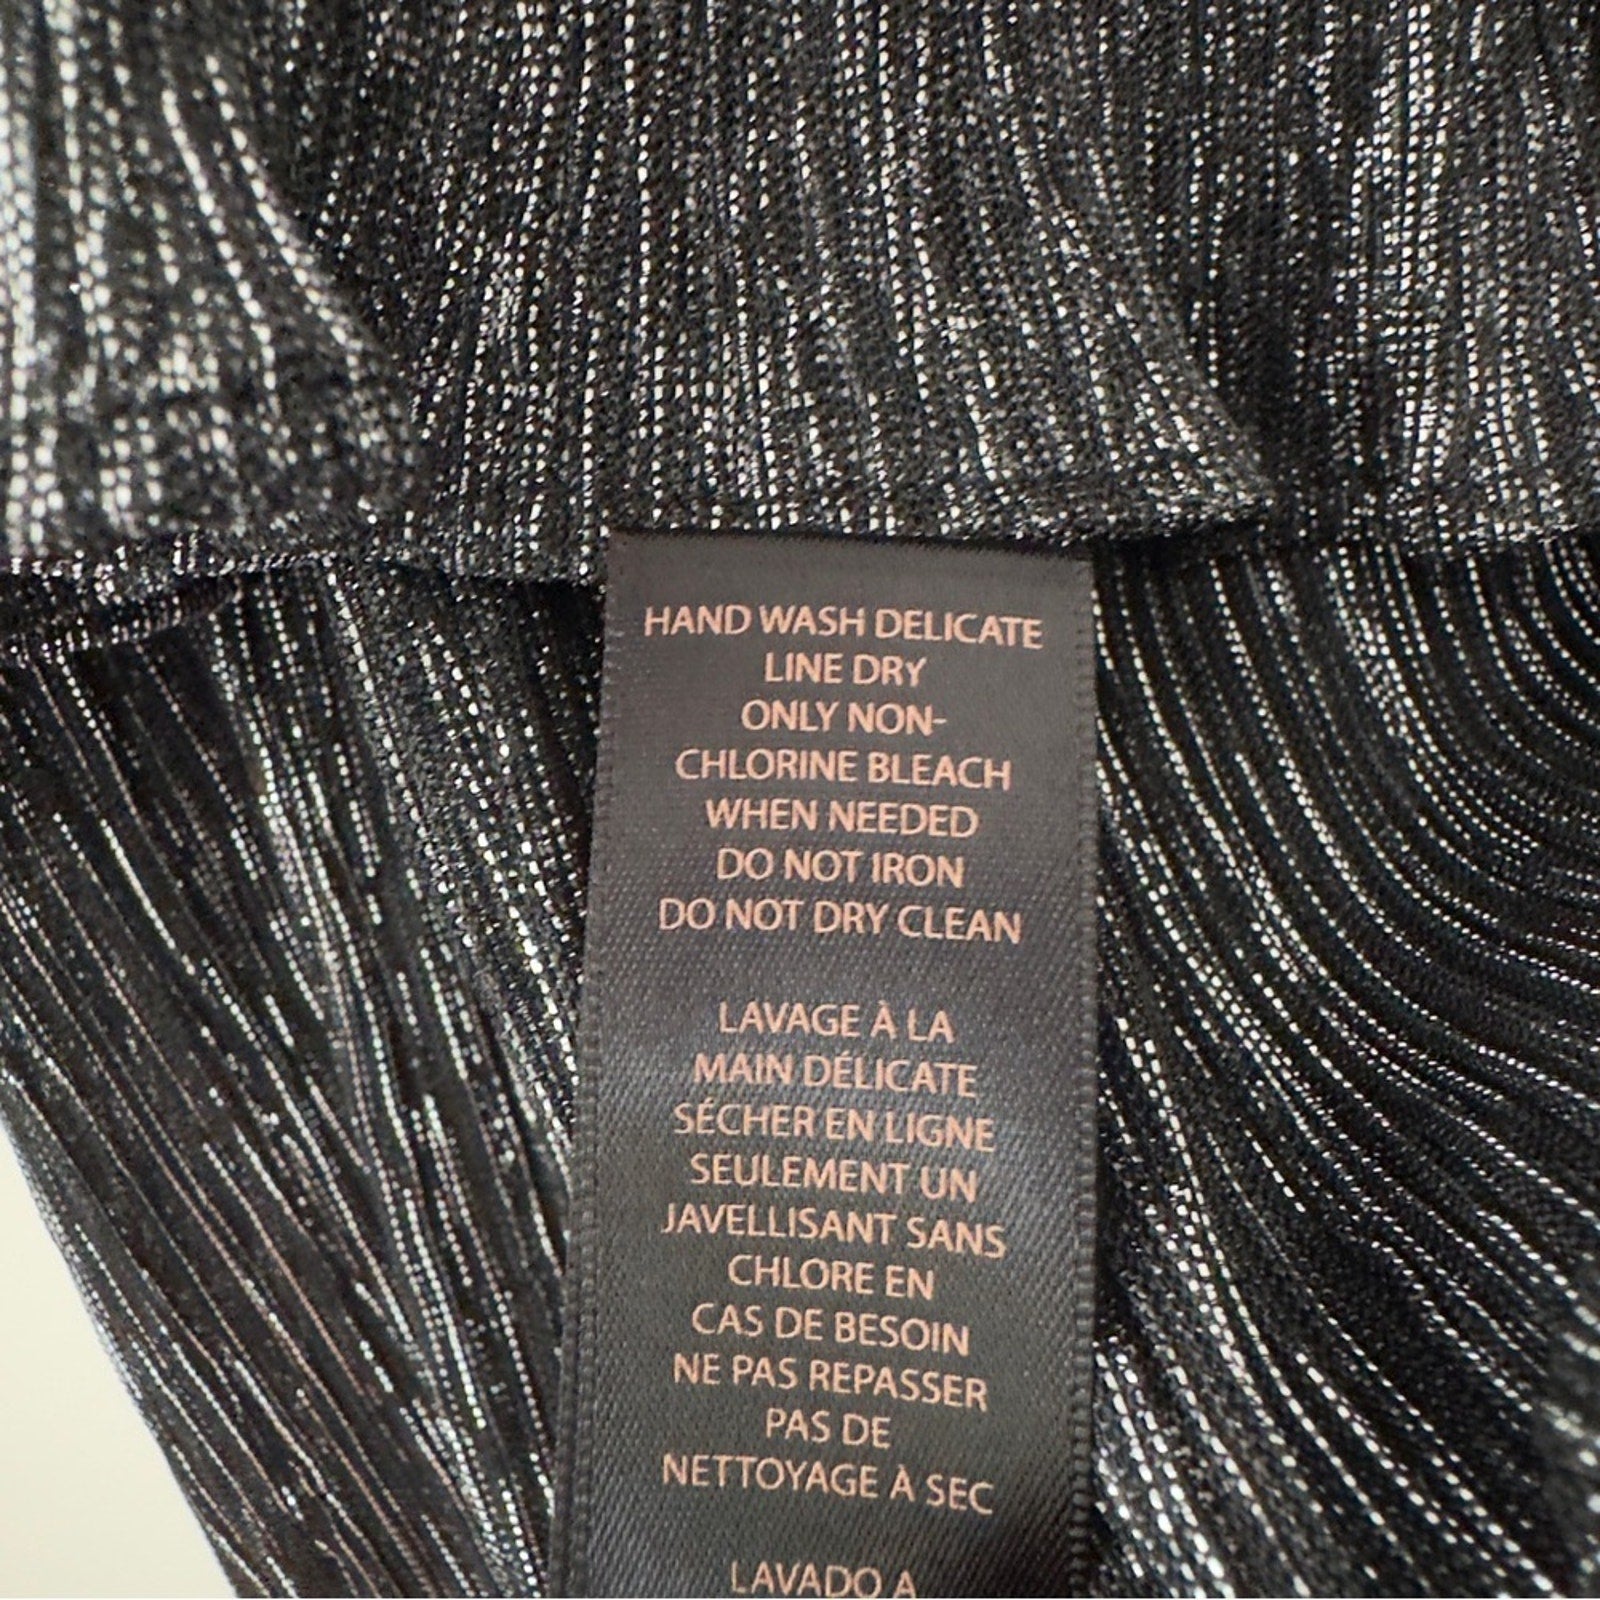 HAND WASH DELICATE
LINE DRY
ONLY NON-
CHLORINE BLEACH
WHEN NEEDED
DO NOT IRON
DO NOT DRY CLEAN
LAVAGE À LA
MAIN DÉLICATE
SÉCHER EN LIGNE
SEULEMENT UN
JAVELLISANT SANS
CHLORE EN
CAS DE BESOIN
NE PAS REPASSER
PAS DE
NETTOYAGE À SEC
LAVADO A